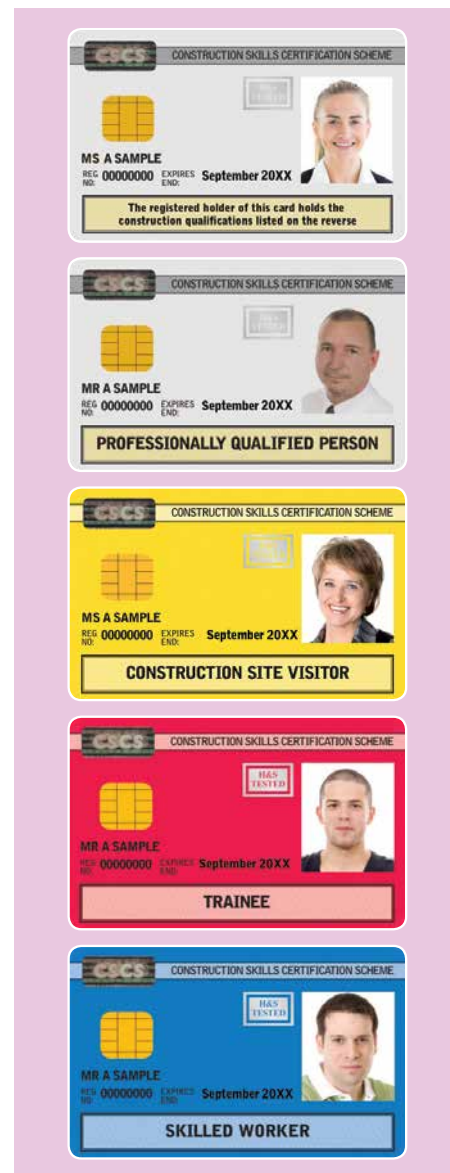 CSCS CONSTRUCTION SKILLS CERTIFICATION SCHEME
H&S TESTED
MS A SAMPLE
REG NO: 00000000 EXPIRES END: September 20XX
The registered holder of this card holds the
construction qualifications listed on the reverse
CSCS CONSTRUCTION SKILLS CERTIFICATION SCHEME
H&S TESTED
MR A SAMPLE
REG NO: 00000000 EXPIRES END: September 20XX
PROFESSIONALLY QUALIFIED PERSON
CSCS CONSTRUCTION SKILLS CERTIFICATION SCHEME
H&S TESTED
MS A SAMPLE
REG NO: 00000000 EXPIRES END: September 20XX
CONSTRUCTION SITE VISITOR
CSCS CONSTRUCTION SKILLS CERTIFICATION SCHEME
H&S
TESTED
MR A SAMPLE
REG NO: 00000000 EXPIRES END: September 20XX
TRAINEE
CSCS CONSTRUCTION SKILLS CERTIFICATION SCHEME
H&S
TESTED
MR A SAMPLE
REG NO: 00000000 EXPIRES END: September 20XX
SKILLED WORKER